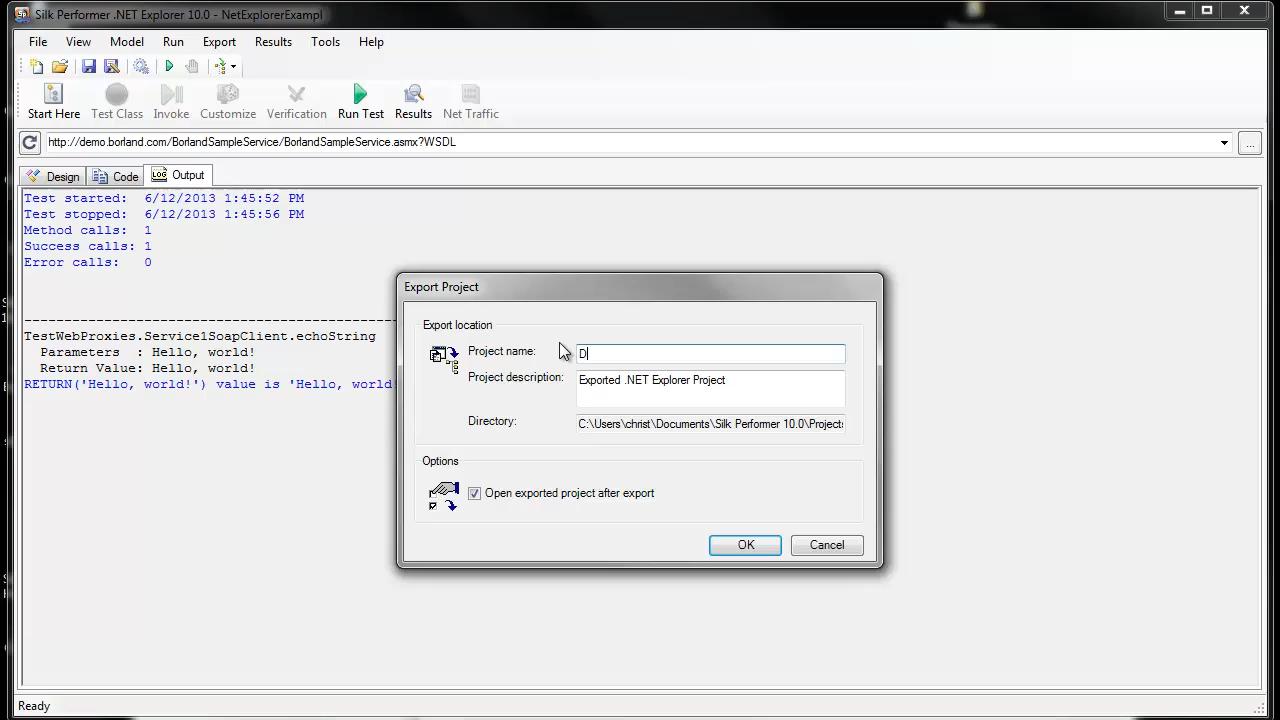 Silk Performer .NET Explorer 10.0 - NetExplorerExampl
File View Model Run Export Results Tools Help
Start Here Test Class Invoke Customize Verification Run Test Results Net Traffic
http://demo.borland.com/BorlandSampleService/BorlandSampleService.asmx?WSDL
...
Design Code LOG Output
Test started: 6/12/2013 1:45:52 PM
Test stopped: 6/12/2013 1:45:56 PM
Method calls: 1
Success calls: 1
Error calls: 0
TestWebProxies.Service1SoapClient.echoString
Parameters : Hello, world!
Return Value: Hello, world!
RETURN('Hello, world!') value is 'Hello, world!
Export Project
Export location
Project name: D
Project description: Exported .NET Explorer Project
Directory: C:\Users\christ\Documents\Silk Performer 10.0\Projects
Options
Open exported project after export
OK Cancel
Ready